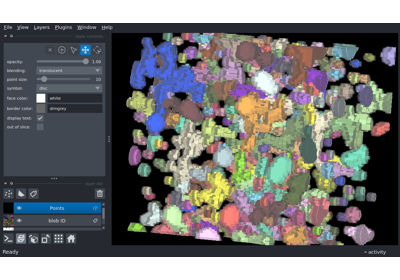 File View Layers Plugins Window Help
opacity: 1.00
blending: translucent
point size: 10
symbol: disc
face color: white
border color: dimgrey
display text: ✓
out of slice:
Points
blob ID
Ready
activity